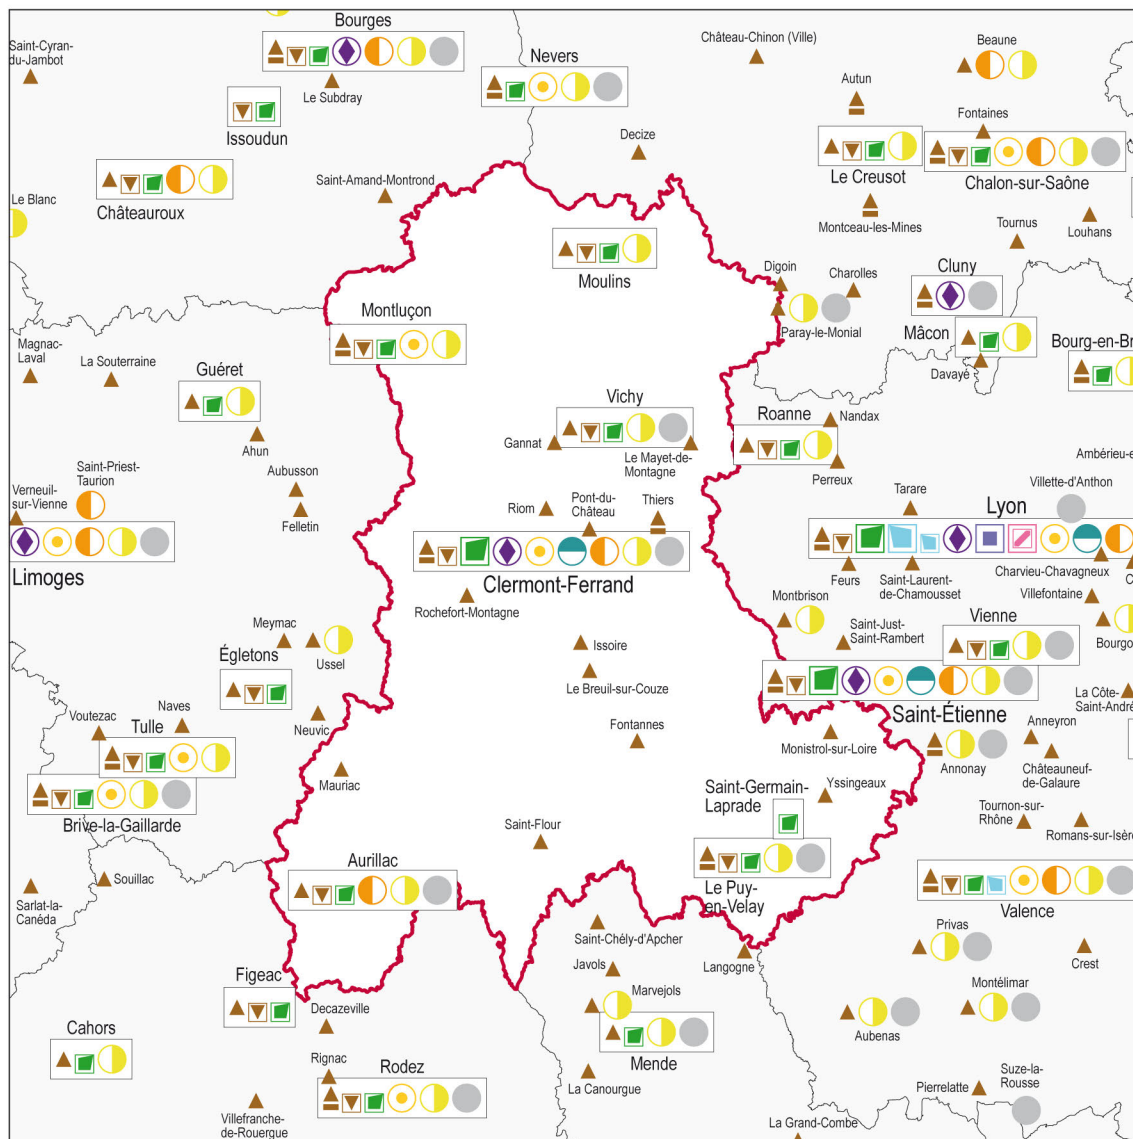 Bourges
Saint-Cyran-
du-Jambot
Château-Chinon (Ville)
Beaune
Nevers
Autun
Le Subdray
Issoudun
Fontaines
Decize
Le Creusot
Chalon-sur-Saône
Saint-Amand-Montrond
Châteauroux
Le Blanc
Montceau-les-Mines
Louhans
Tournus
Moulins
Digoin
Charolles
Cluny
Montluçon
Paray-le-Monial
Mâcon
Magnac-
Laval
La Souterraine
Bourg-en-Br
Davayé
Guéret
Vichy
Roanne
Nandax
Gannat
Le Mayet-de-
Montagne
Ahun
Perreux
Ambérieu-e
Saint-Priest-
Taurion
Aubusson
Villette-d'Anthon
Verneuil-
sur-Vienne
Felletin
Riom
Pont-du-
Château
Thiers
Tarare
Lyon
Limoges
Clermont-Ferrand
Feurs
Saint-Laurent-
de-Chamousset
Charvieu-Chavagneux
C
Rochefort-Montagne
Villefontaine
Montbrison
Saint-Just-
Saint-Rambert
Vienne
Bourgo
Meymac
Ussel
Issoire
Égletons
Le Breuil-sur-Couze
La Côte-
Saint-André
Neuvic
Saint-Étienne
Naves
Voutezac
Tulle
Fontannes
Monistrol-sur-Loire
Anneyron
Annonay
Châteauneuf-
de-Galaure
Mauriac
Saint-Germain-
Laprade
Yssingeaux
Brive-la-Gaillarde
Tournon-sur-
Rhône
Romans-sur-Isère
Saint-Flour
Aurillac
Souillac
Sarlat-la-
Canéda
Le Puy-
en-Velay
Valence
Saint-Chély-d'Apcher
Privas
Langogne
Crest
Javols
Figeac
Montélimar
Marvejols
Decazeville
Cahors
Aubenas
Mende
Rignac
Rodez
La Canourgue
Suze-la-
Rousse
Pierrelatte
Villefranche-
de-Rouergue
La Grand-Combe